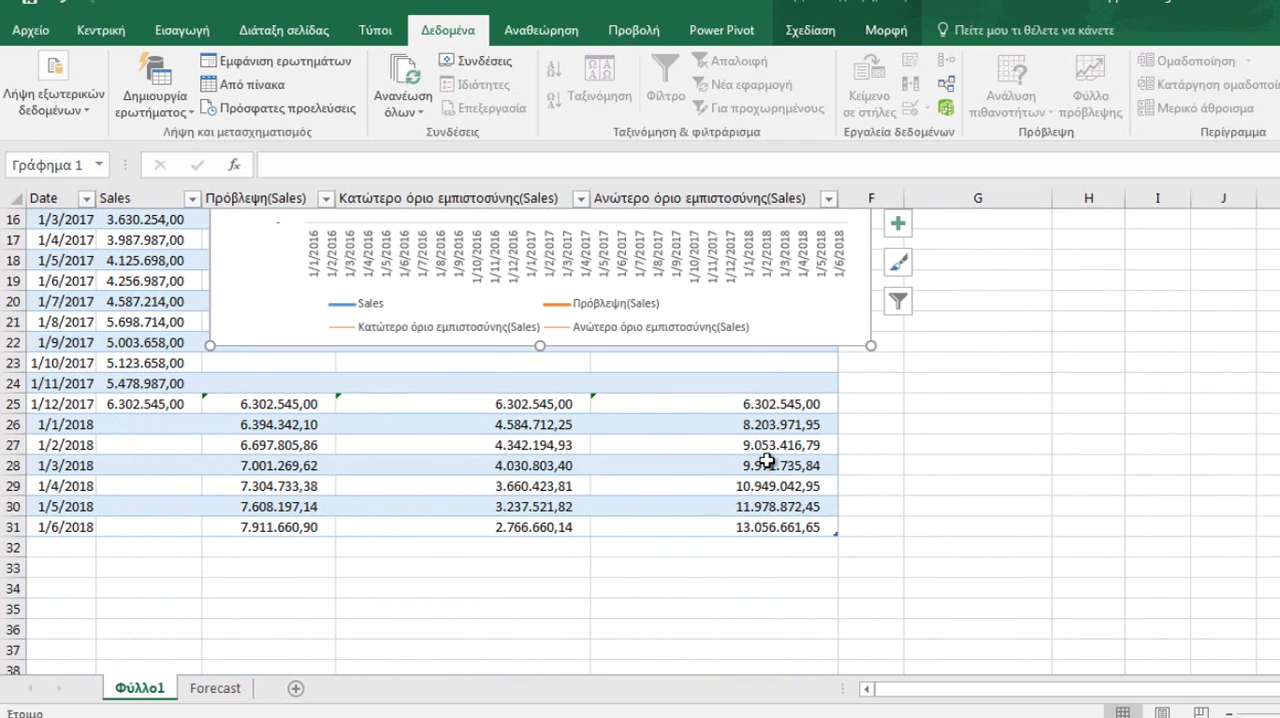 Αρχείο Κεντρική Εισαγωγή Διάταξη σελίδας Τύποι Δεδομένα Αναθεώρηση Προβολή Power Pivot Σχεδίαση Μορφή Πείτε μου τι θέλετε να κάνετε
Λήψη εξωτερικών δεδομένων
Δημιουργία ερωτήματος
Εμφάνιση ερωτημάτων
Από πίνακα
Πρόσφατες προελεύσεις
Λήψη και μετασχηματισμός
Ανανέωση όλων
Συνδέσεις
Ιδιότητες
Επεξεργασία
Συνδέσεις
Ταξινόμηση
Φίλτρο
Απαλοιφή
Νέα εφαρμογή
Για προχωρημένους
Ταξινόμηση & φιλτράρισμα
Κείμενο σε στήλες
Εργαλεία δεδομένων
Ανάλυση πιθανοτήτων
Φύλλο πρόβλεψης
Πρόβλεψη
Ομαδοποίηση
Κατάργηση
Μερικό άθροισμα
Περίγραμμα
Γράφημα 1
fx
Date Sales Πρόβλεψη(Sales) Κατώτερο όριο εμπιστοσύνης(Sales) Ανώτερο όριο εμπιστοσύνης(Sales) F G H I J
16 1/3/2017 3.630.254,00
17 1/4/2017 3.987.987,00
18 1/5/2017 4.125.698,00
19 1/6/2017 4.256.987,00
20 1/7/2017 4.587.214,00
21 1/8/2017 5.698.714,00
22 1/9/2017 5.003.658,00
23 1/10/2017 5.123.658,00
24 1/11/2017 5.478.987,00
25 1/12/2017 6.302.545,00 6.302.545,00 6.302.545,00 6.302.545,00
26 1/1/2018 6.394.342,10 4.584.712,25 8.203.971,95
27 1/2/2018 6.697.805,86 4.342.194,93 9.053.416,79
28 1/3/2018 7.001.269,62 4.030.803,40
29 1/4/2018 7.304.733,38 3.660.423,81 10.949.042,95
30 1/5/2018 7.608.197,14 3.237.521,82 11.978.872,45
31 1/6/2018 7.911.660,90 2.766.660,14 13.056.661,65
32
33
34
35
36
37
38
-
1/1/2016 1/2/2016 1/3/2016 1/4/2016 1/5/2016 1/6/2016 1/7/2016 1/8/2016 1/9/2016 1/10/2016 1/11/2016 1/12/2016 1/1/2017 1/2/2017 1/3/2017 1/4/2017 1/5/2017 1/6/2017 1/7/2017 1/8/2017 1/9/2017 1/10/2017 1/11/2017 1/12/2017 1/1/2018 1/2/2018 1/3/2018 1/4/2018 1/5/2018 1/6/2018
Sales Πρόβλεψη(Sales)
Κατώτερο όριο εμπιστοσύνης(Sales) Ανώτερο όριο εμπιστοσύνης(Sales)
Φύλλο1 Forecast
Έτοιμο